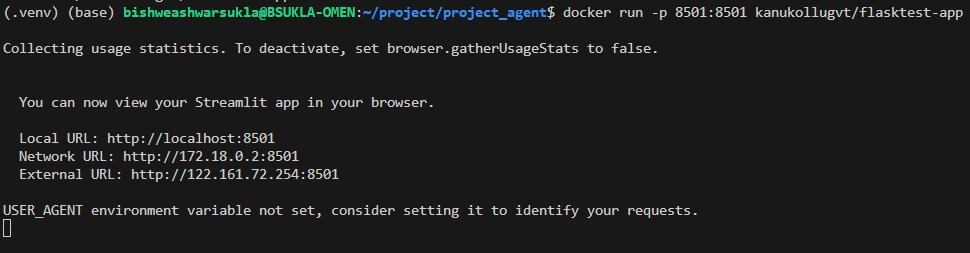 (.venv) (base) bishweashwarsukla@BSUKLA-OMEN:~/project/project_agent$ docker run -p 8501:8501 kanukollugvt/flasktest-app
Collecting usage statistics. To deactivate, set browser.gatherUsageStats to false.
You can now view your Streamlit app in your browser.
Local URL: http://localhost:8501
Network URL: http://172.18.0.2:8501
External URL: http://122.161.72.254:8501
USER_AGENT environment variable not set, consider setting it to identify your requests.